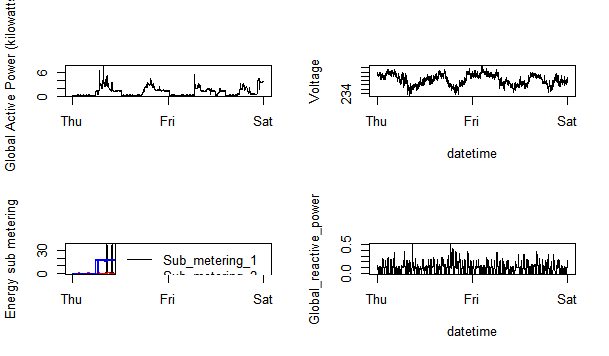 Global Active Power (kilowatts
6
0
Thu Fri Sat
Voltage
234
Thu Fri Sat
datetime
Energy sub metering
30
0
Sub_metering_1
Thu Fri Sat
Global_reactive_power
0.5
0.0
Thu Fri Sat
datetime